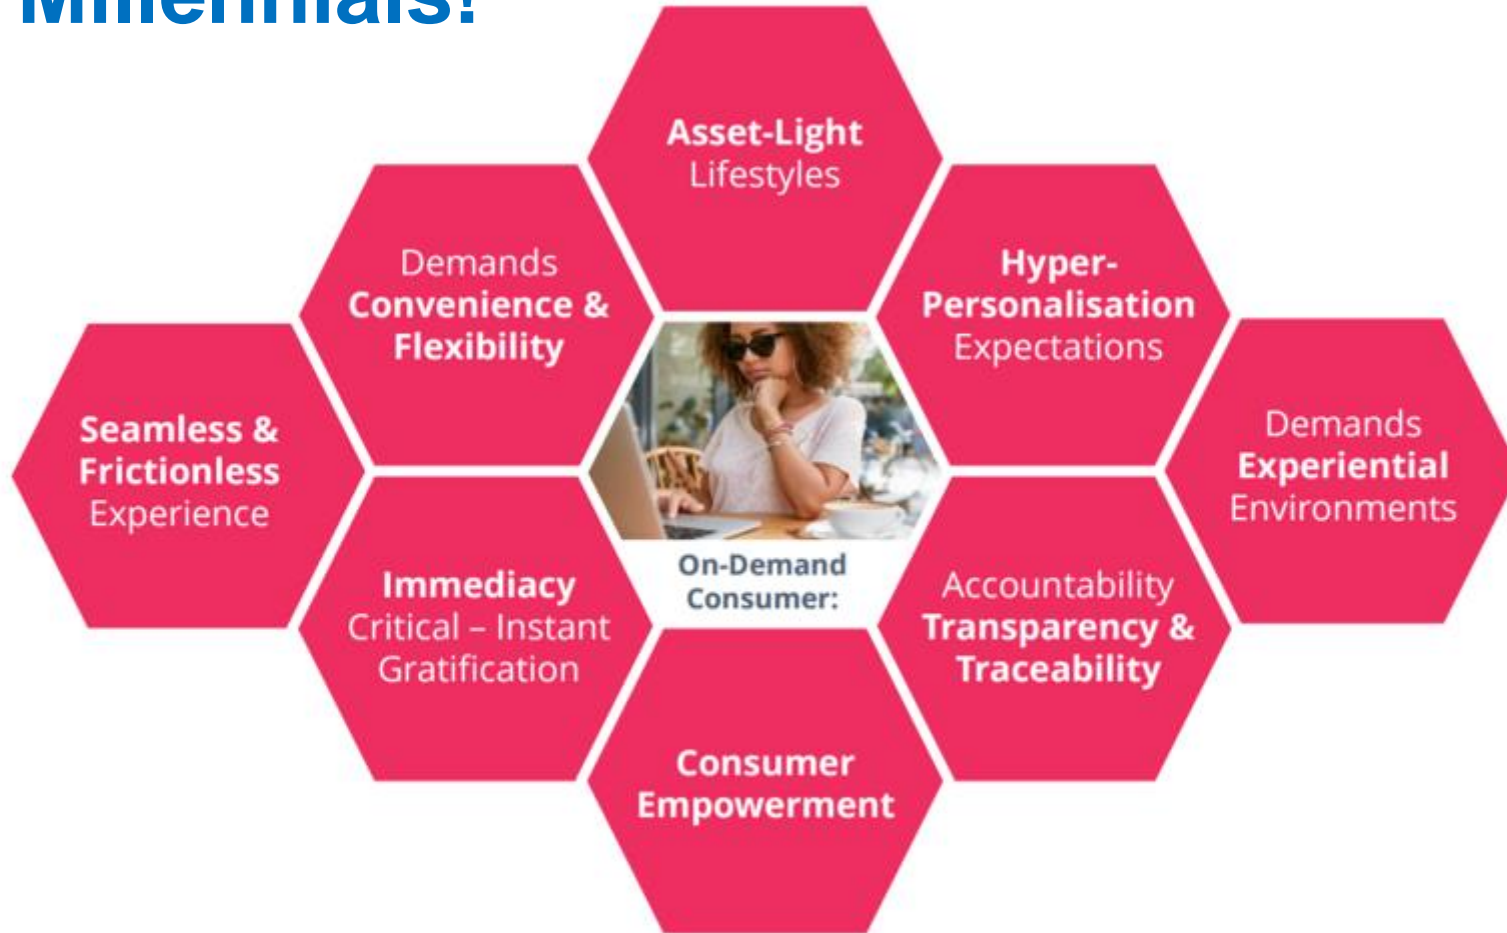 Millennials!
Asset-Light
Lifestyles
Demands
Convenience &
Flexibility
Hyper-
Personalisation
Expectations
Seamless &
Frictionless
Experience
Demands
Experiential
Environments
On-Demand
Consumer:
Immediacy
Critical – Instant
Gratification
Accountability
Transparency &
Traceability
Consumer
Empowerment